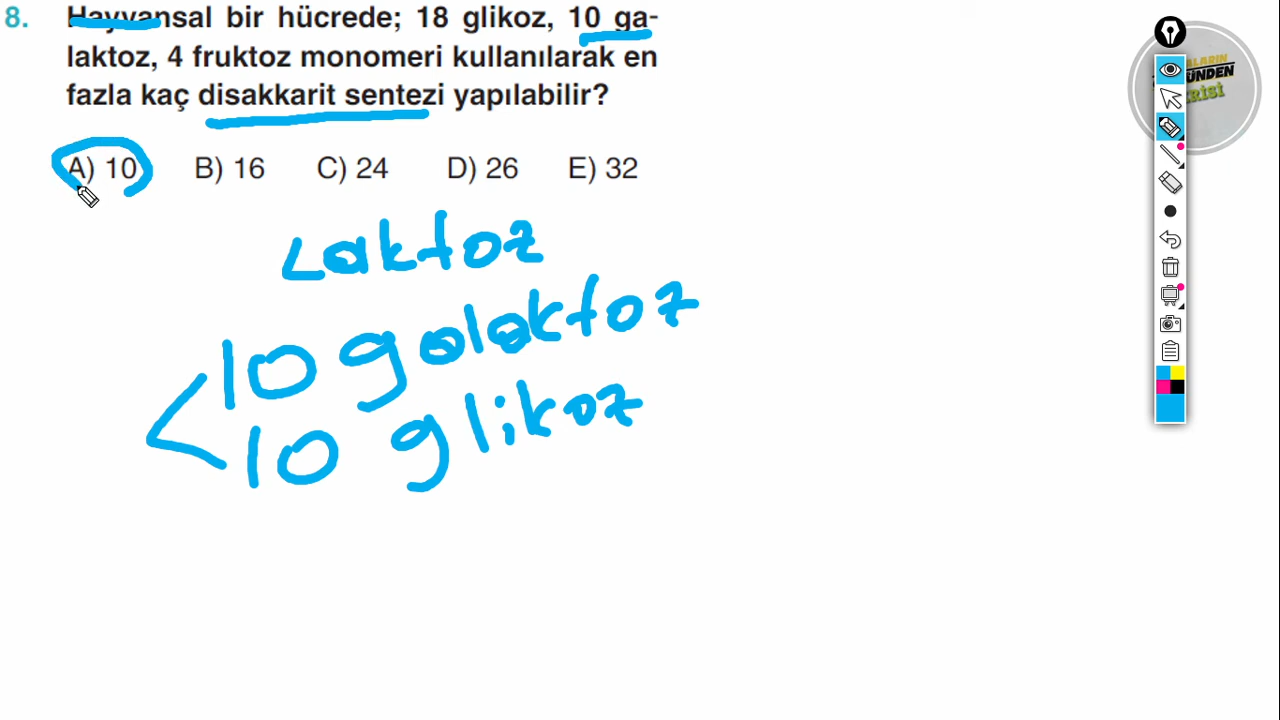 8. Hayvansal bir hücrede; 18 glikoz, 10 ga-
laktoz, 4 fruktoz monomeri kullanılarak en
fazla kaç disakkarit sentezi yapılabilir?
A) 10 B) 16 C) 24 D) 26 E) 32
Laktoz
10 galaktoz
10 glikoz